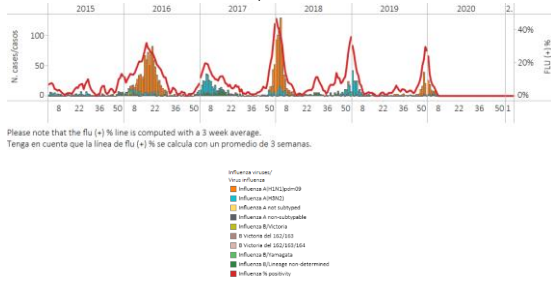 2015 2016 2017 2018 2019 2020 2.
N. cases/casos
100
50
0
40%
20%
0%
FLU (+) %
8 22 36 50 8 22 36 50 8 22 36 50 8 22 36 50 8 22 36 50 8 22 36 50 1
Please note that the flu (+) % line is computed with a 3 week average.
Tenga en cuenta que la línea de flu (+) % se calcula con un promedio de 3 semanas.
Influenza viruses/
Virus influenza
Influenza A(H1N1)pdm09
Influenza A(H3N2)
Influenza A not subtyped
Influenza A non-subtypable
Influenza B/Victoria
B Victoria del 162/163
B Victoria del 162/163/164
Influenza B/Yamagata
Influenza B/Lineage non-determined
Influenza % positivity